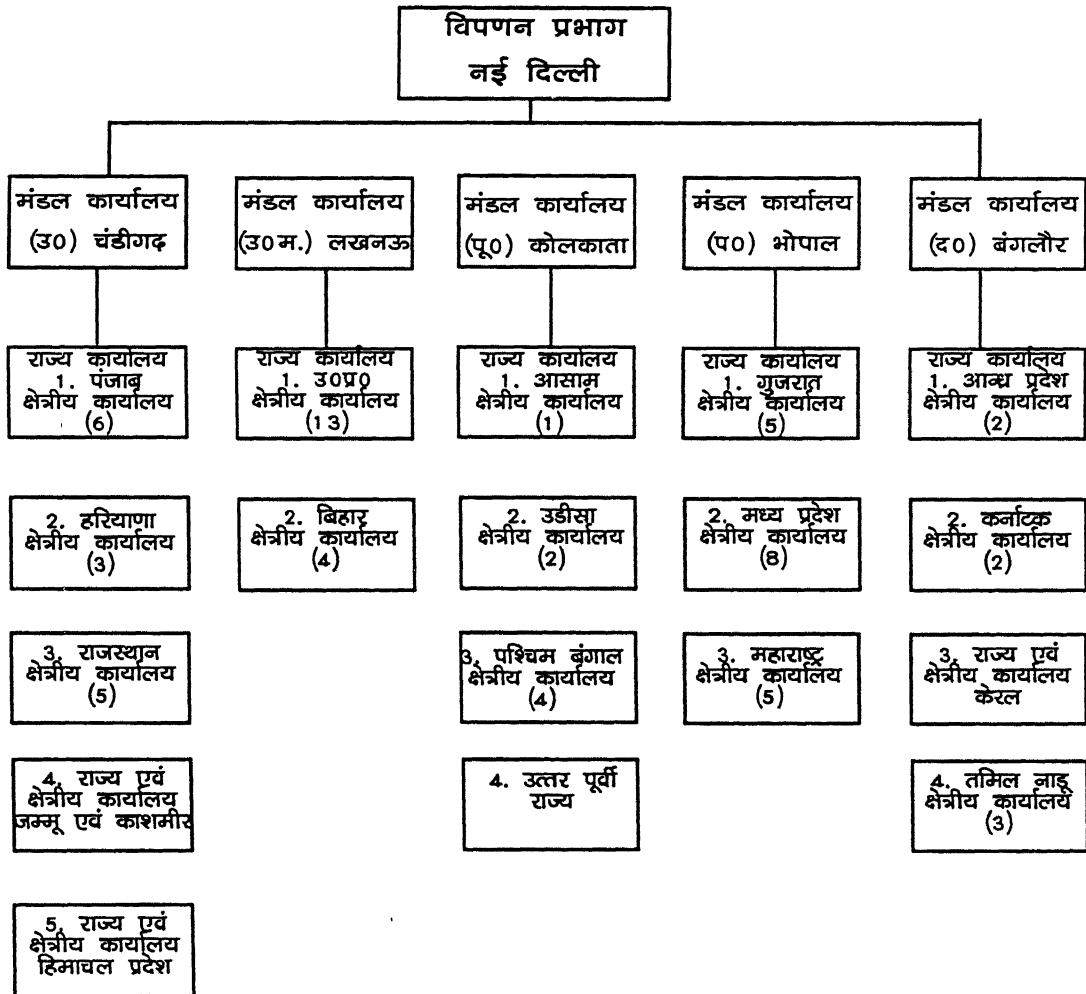 विपणन प्रभाग
नई दिल्ली
मंडल कार्यालय
(उ0) चंडीगढ़
मंडल कार्यालय
(उ0म.) लखनऊ
मंडल कार्यालय
(पू0) कोलकाता
मंडल कार्यालय
(प0) भोपाल
मंडल कार्यालय
(द0) बंगलौर
राज्य कार्यालय
1. पंजाब
क्षेत्रीय कार्यालय
(6)
राज्य कार्यालय
1. उ0प्र0
क्षेत्रीय कार्यालय
(13)
राज्य कार्यालय
1. आसाम
क्षेत्रीय कार्यालय
(1)
राज्य कार्यालय
1. गुजरात
क्षेत्रीय कार्यालय
(5)
राज्य कार्यालय
1. आन्ध्र प्रदेश
क्षेत्रीय कार्यालय
(2)
2. हरियाणा
क्षेत्रीय कार्यालय
(3)
2. बिहार
क्षेत्रीय कार्यालय
(4)
2. उडीसा
क्षेत्रीय कार्यालय
(2)
2. मध्य प्रदेश
क्षेत्रीय कार्यालय
(8)
2. कर्नाटक
क्षेत्रीय कार्यालय
(2)
3. राजस्थान
क्षेत्रीय कार्यालय
(5)
3. पश्चिम बंगाल
क्षेत्रीय कार्यालय
(4)
3. महाराष्ट्र
क्षेत्रीय कार्यालय
(5)
3. राज्य एवं
क्षेत्रीय कार्यालय
केरल
4. राज्य एवं
क्षेत्रीय कार्यालय
जम्मू एवं काशमीर
4. उत्तर पूर्वी
राज्य
4. तमिल नाडू
क्षेत्रीय कार्यालय
(3)
5. राज्य एवं
क्षेत्रीय कार्यालय
हिमाचल प्रदेश